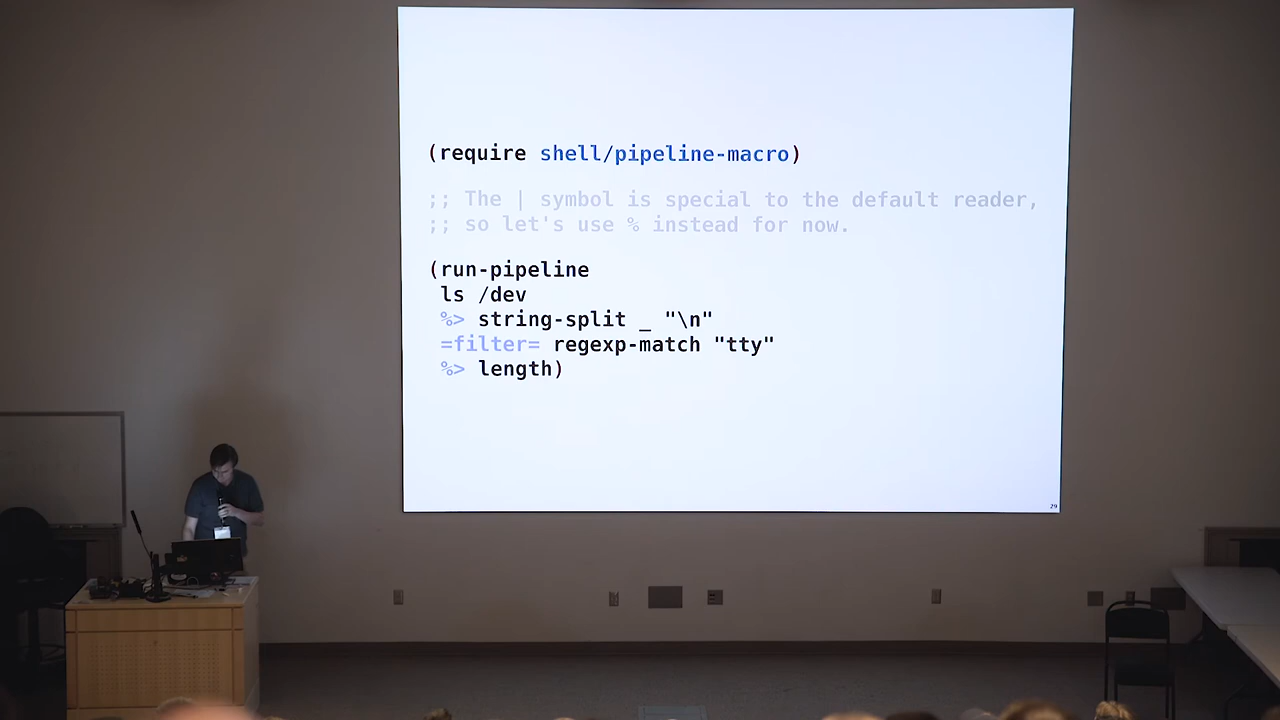 (require shell/pipeline-macro)
;; The | symbol is special to the default reader,
;; so let's use % instead for now.
(run-pipeline
ls /dev
%> string-split _ "\n"
=filter= regexp-match "tty"
%> length)
29